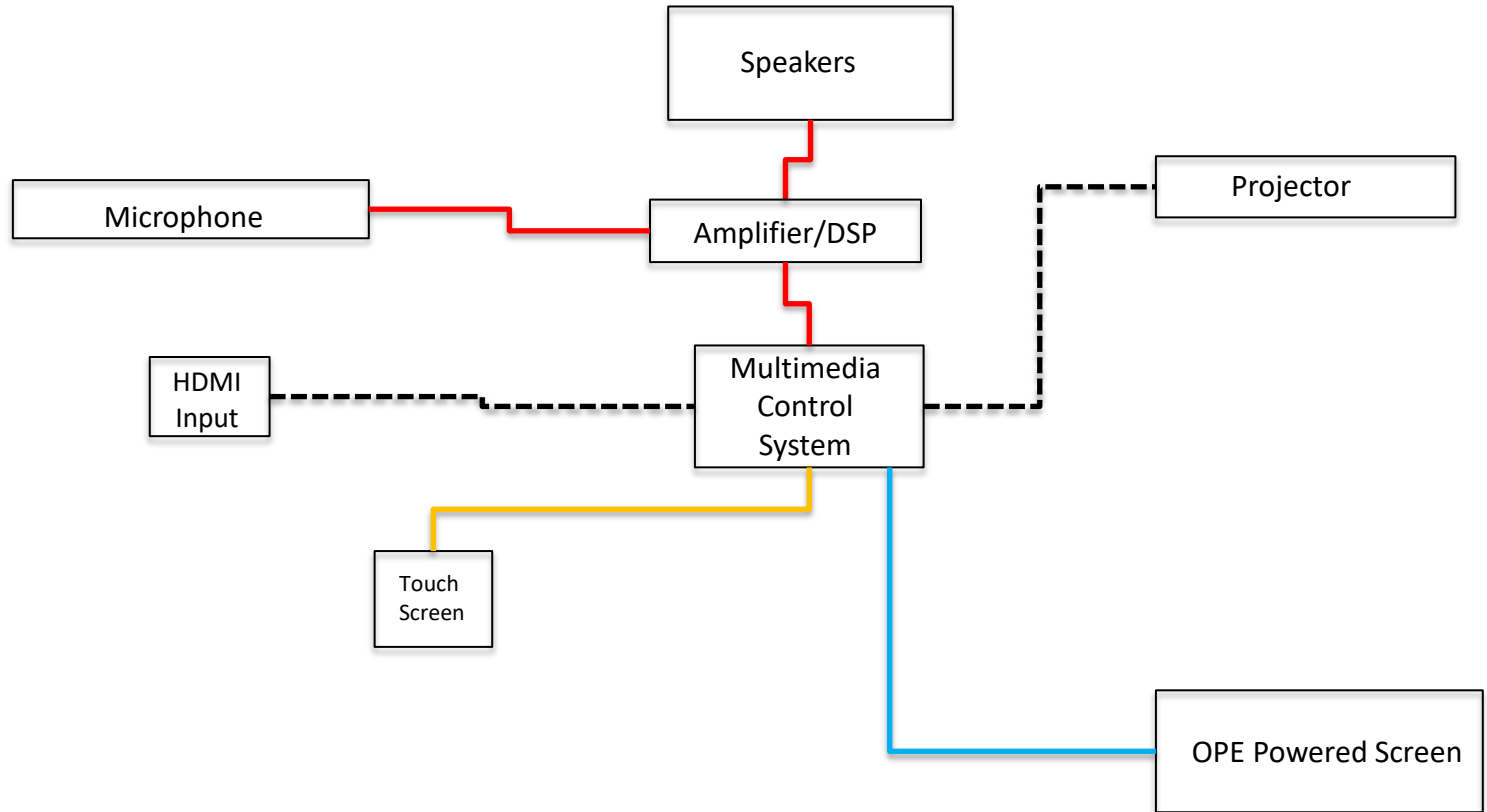 Speakers
Projector
Microphone
Amplifier/DSP
Multimedia
Control
System
HDMI
Input
Touch
Screen
OPE Powered Screen